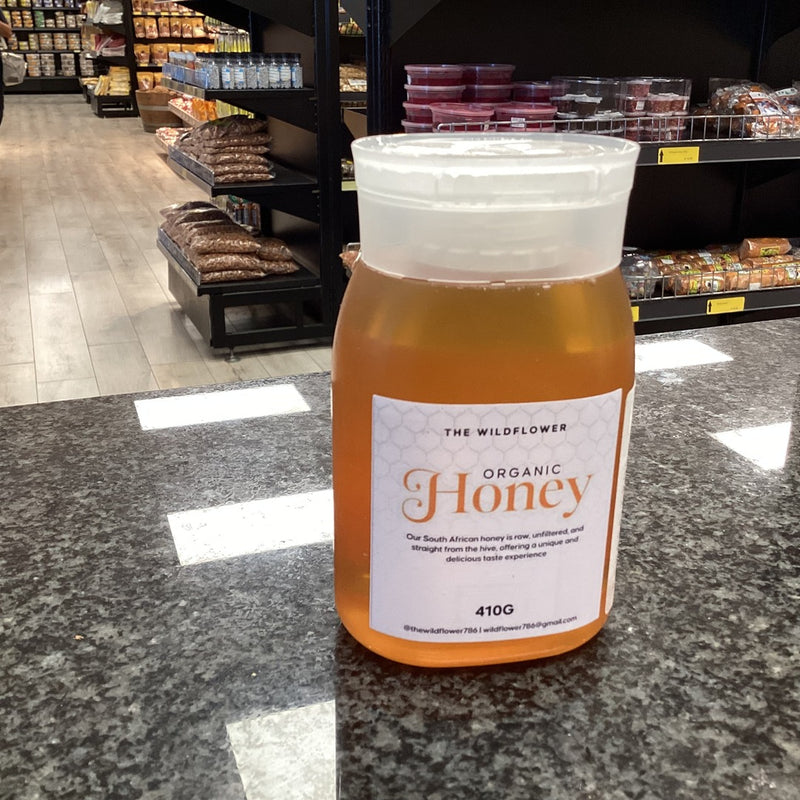 THE WILDFLOWER
ORGANIC
Honey
Our South African honey is raw, unfiltered, and
straight from the hive, offering a unique and
delicious taste experience
410G
@thewildflower786 | wildflower786@gmail.com